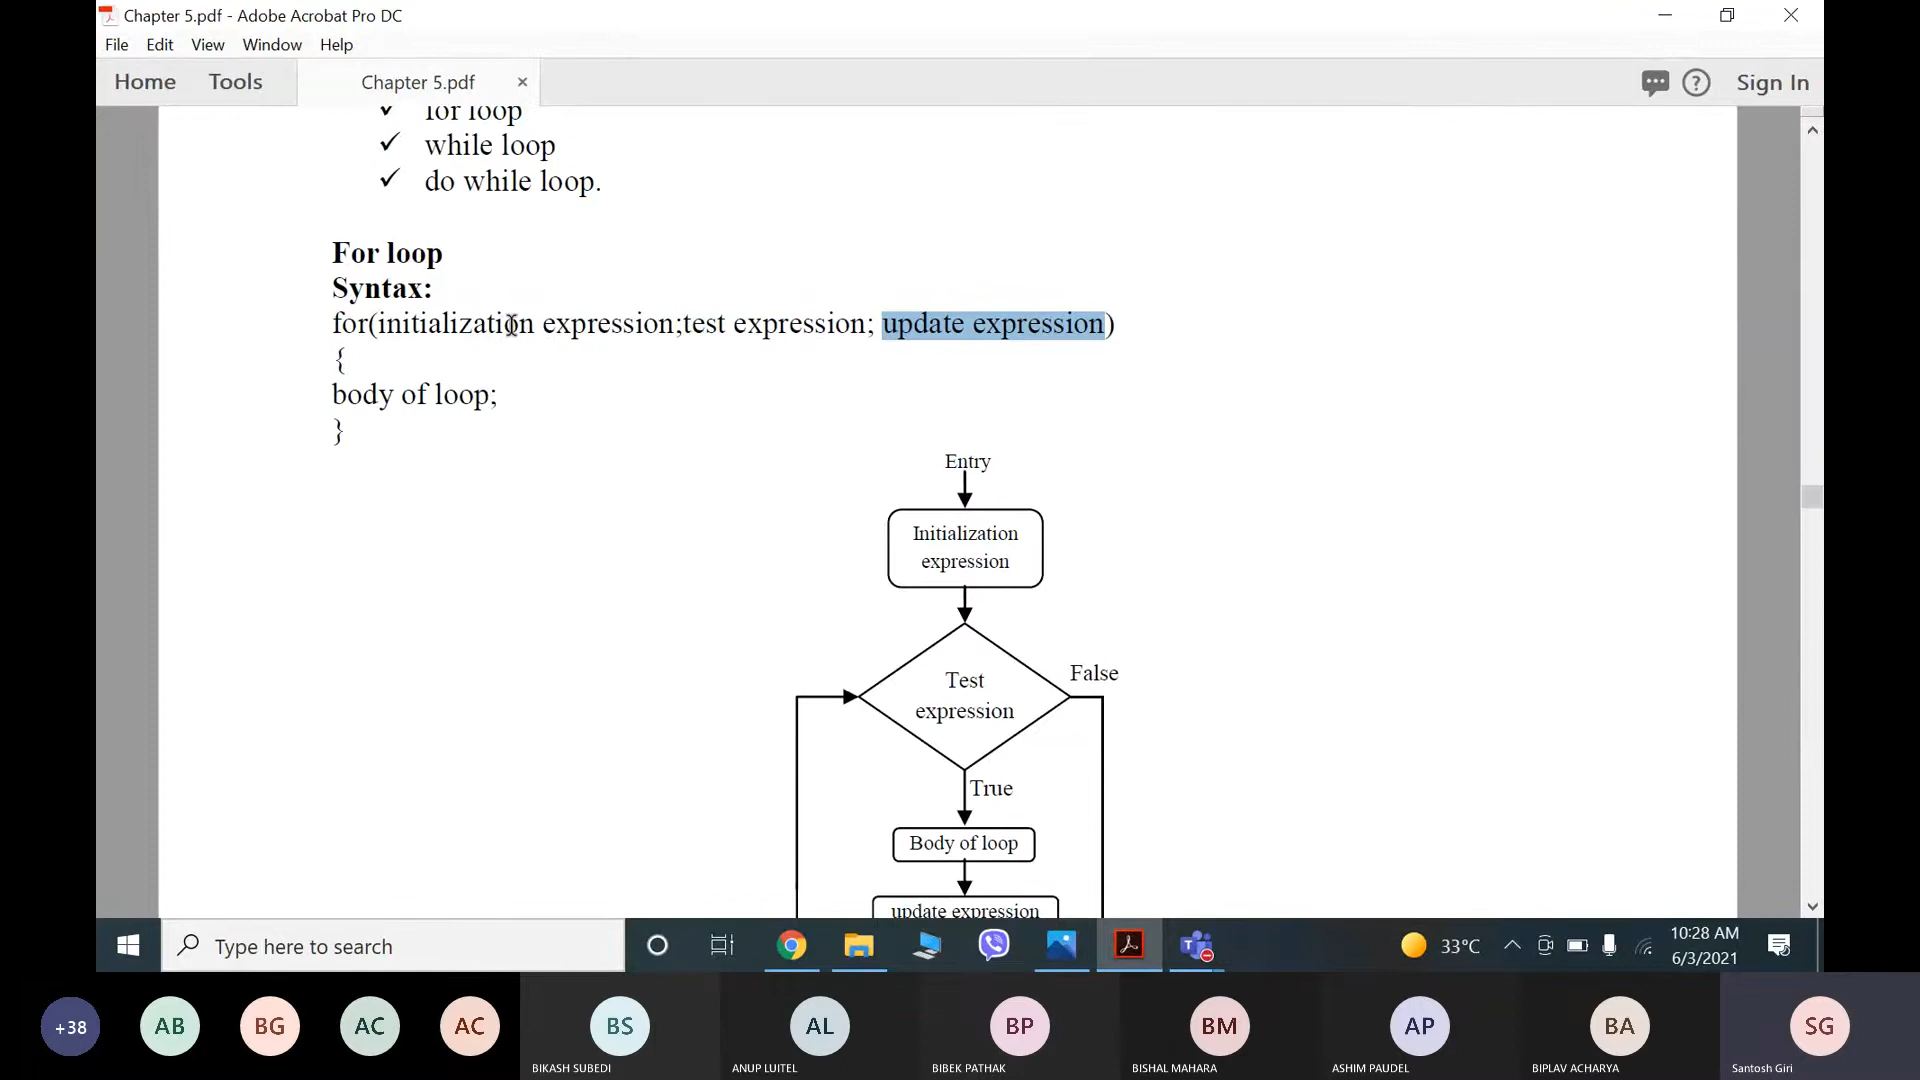 Chapter 5.pdf - Adobe Acrobat Pro DC
File Edit View Window Help
Home Tools Chapter 5.pdf × Sign In
for loop
while loop
do while loop.
For loop
Syntax:
for(initialization expression;test expression; update expression)
{
body of loop;
}
Entry
Initialization
expression
Test
expression
False
True
Body of loop
update expression
Type here to search
33°C
10:28 AM
6/3/2021
+38 AB BG AC AC BS AL BP BM AP BA SG
BIKASH SUBEDI ANUP LUITEL BIBEK PATHAK BISHAL MAHARA ASHIM PAUDEL BIPLAV ACHARYA Santosh Giri